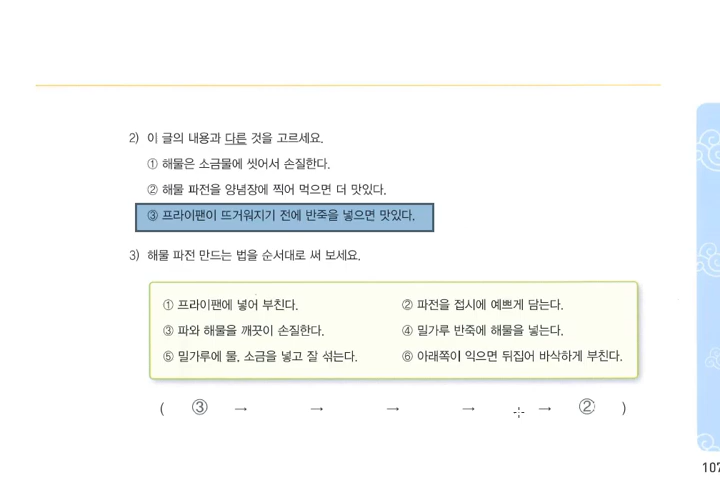 2) 이 글의 내용과 다른 것을 고르세요.
① 해물은 소금물에 씻어서 손질한다.
② 해물 파전을 양념장에 찍어 먹으면 더 맛있다.
③ 프라이팬이 뜨거워지기 전에 반죽을 넣으면 맛있다.
3) 해물 파전 만드는 법을 순서대로 써 보세요.
① 프라이팬에 넣어 부친다. ② 파전을 접시에 예쁘게 담는다.
③ 파와 해물을 깨끗이 손질한다. ④ 밀가루 반죽에 해물을 넣는다.
⑤ 밀가루에 물, 소금을 넣고 잘 섞는다. ⑥ 아래쪽이 익으면 뒤집어 바삭하게 부친다.
( ③ → → → → → ② )
107